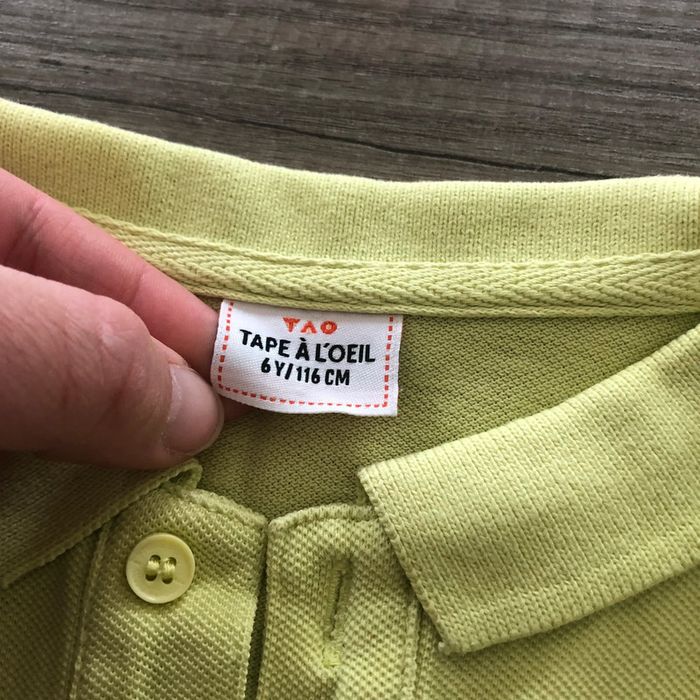 TAO
TAPE À L'OEIL
6Y/116 CM